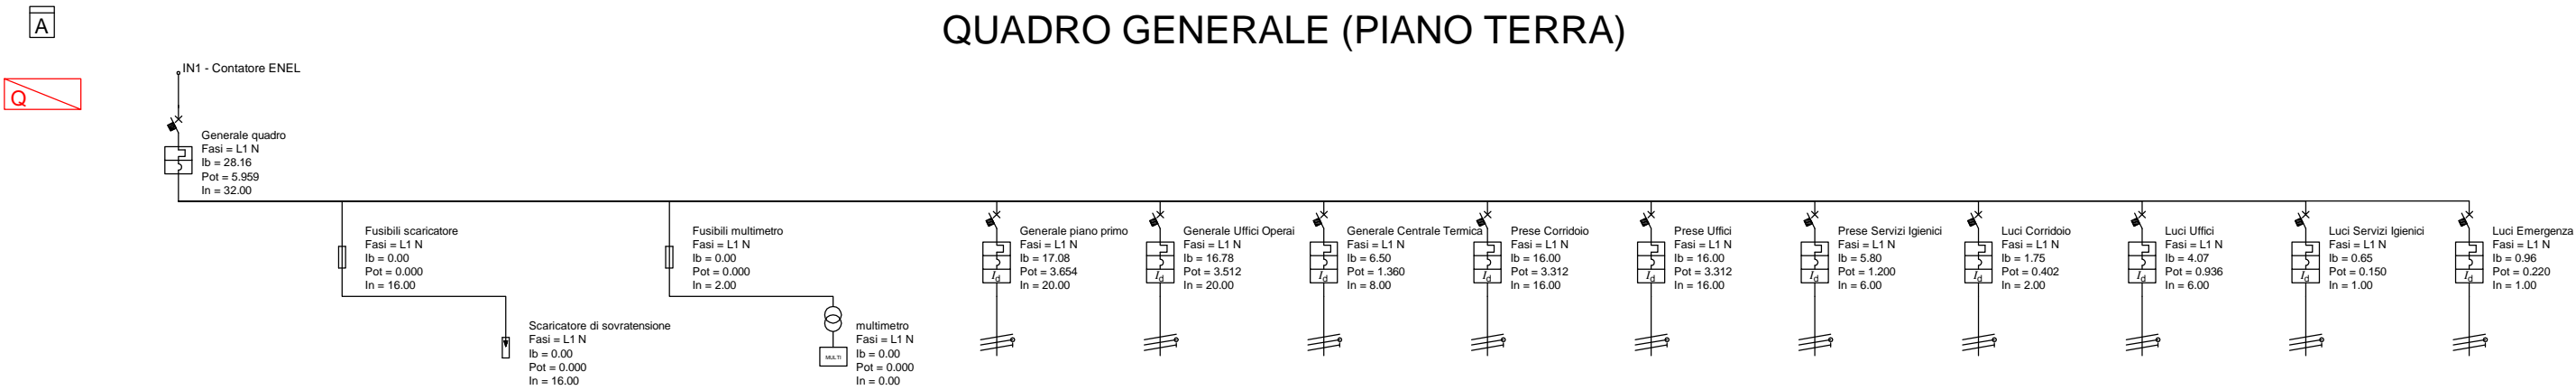 A
QUADRO GENERALE (PIANO TERRA)
IN1 - Contatore ENEL
Q
Generale quadro
Fasi = L1 N
Ib = 28.16
Pot = 5.959
In = 32.00
Fusibili scaricatore
Fasi = L1 N
Ib = 0.00
Pot = 0.000
In = 16.00
Scaricatore di sovratensione
Fasi = L1 N
Ib = 0.00
Pot = 0.000
In = 16.00
Fusibili multimetro
Fasi = L1 N
Ib = 0.00
Pot = 0.000
In = 2.00
MULTI
multimetro
Fasi = L1 N
Ib = 0.00
Pot = 0.000
In = 0.00
Id
Generale piano primo
Fasi = L1 N
Ib = 17.08
Pot = 3.654
In = 20.00
Id
Generale Uffici Operai
Fasi = L1 N
Ib = 16.78
Pot = 3.512
In = 20.00
Id
Generale Centrale Termica
Fasi = L1 N
Ib = 6.50
Pot = 1.360
In = 8.00
Id
Prese Corridoio
Fasi = L1 N
Ib = 16.00
Pot = 3.312
In = 16.00
Id
Prese Uffici
Fasi = L1 N
Ib = 16.00
Pot = 3.312
In = 16.00
Id
Prese Servizi Igienici
Fasi = L1 N
Ib = 5.80
Pot = 1.200
In = 6.00
Id
Luci Corridoio
Fasi = L1 N
Ib = 1.75
Pot = 0.402
In = 2.00
Id
Luci Uffici
Fasi = L1 N
Ib = 4.07
Pot = 0.936
In = 6.00
Id
Luci Servizi Igienici
Fasi = L1 N
Ib = 0.65
Pot = 0.150
In = 1.00
Id
Luci Emergenza
Fasi = L1 N
Ib = 0.96
Pot = 0.220
In = 1.00